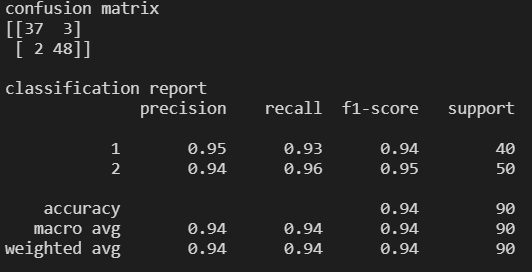 confusion matrix
[[37  3]
 [ 2 48]]
classification report
              precision    recall  f1-score   support
           1       0.95      0.93      0.94        40
           2       0.94      0.96      0.95        50
    accuracy                           0.94        90
   macro avg       0.94      0.94      0.94        90
weighted avg       0.94      0.94      0.94        90